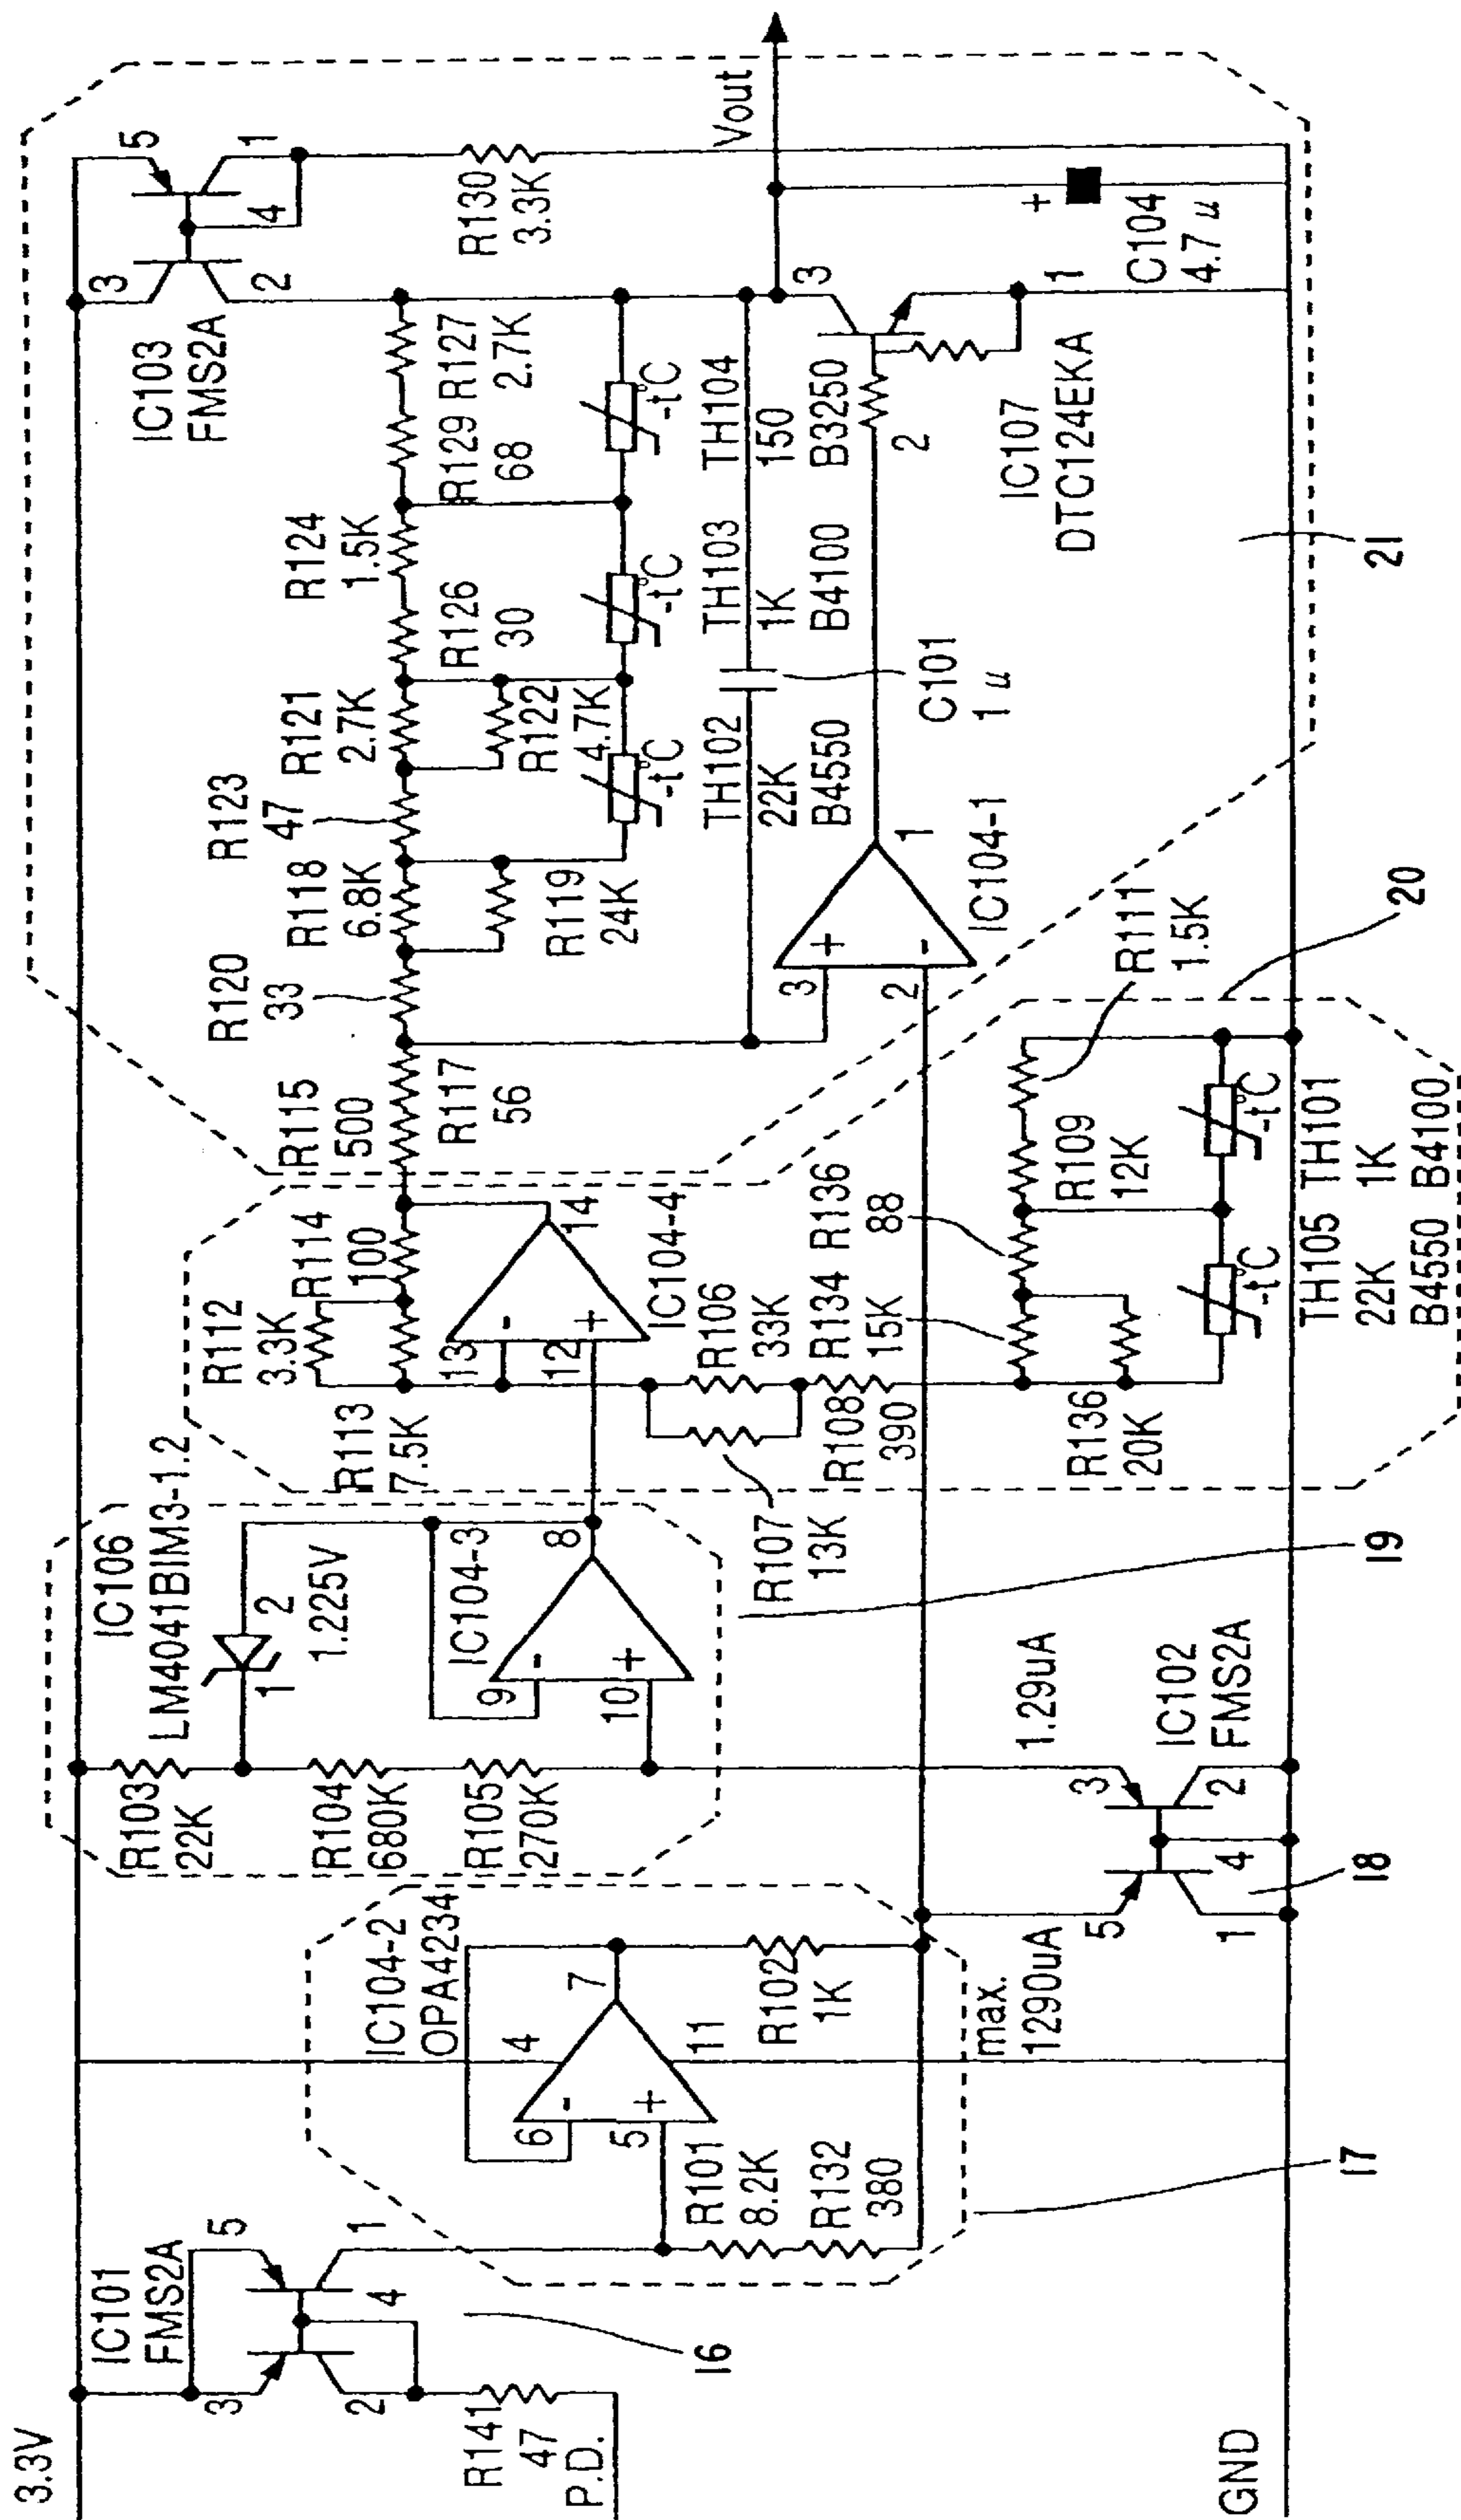 3.3V
IC101
FMS2A
3
5
2
4
1
R141
47
P.D.
16
GND
IC104-2
OPA4234
6
5
7
4
11
R101
8.2K
R132
380
R102
1K
17
max.
1290uA
5
3
1
4
2
18
1.29uA
IC102
FMS2A
R103
22K
R104
680K
R105
270K
IC106
LM4041BIM3-1.2
1
2
1.225V
IC104-3
9
10
8
19
R107
13K
R112
3.3K
R114
100
R113
7.5K
13
12
14
IC104-4
R106
33K
R108
390
R134
15K
R136
88
R136
20K
R109
12K
R111
1.5K
20
-t°C
-t°C
TH105
22K
B4550
TH101
1K
B4100
R115
500
R117
56
R120
33
R118
6.8K
R119
24K
R123
47
R121
2.7K
R122
4.7K
R124
1.5K
R126
30
R129
68
R127
2.7K
-t°C
-t°C
-t°C
TH102
22K
B4550
TH103
1K
B4100
TH104
150
B3250
C101
1μ
3
2
1
IC104-1
IC103
FMS2A
3
5
2
4
1
R130
3.3K
Vout
3
2
1
IC107
DTC124EKA
+
C104
4.7μ
21